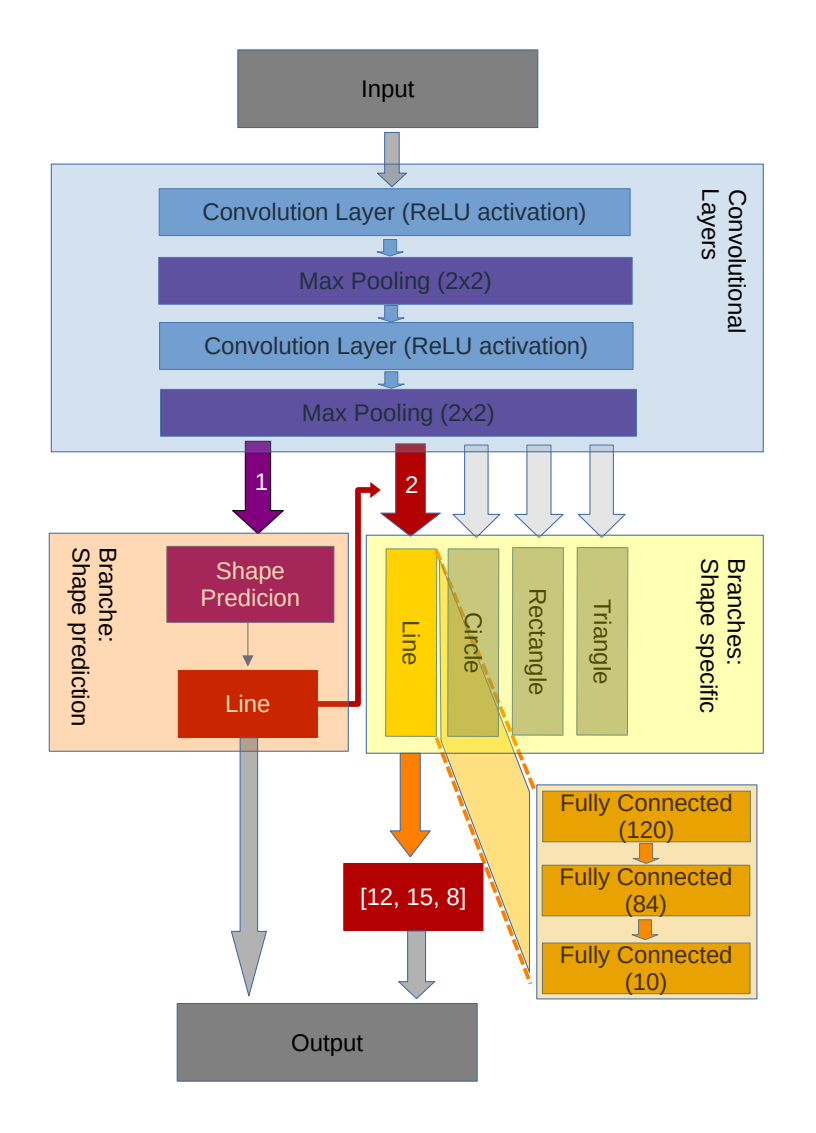 Input
Convolutional
Layers
Convolution Layer (ReLU activation)
Max Pooling (2x2)
Convolution Layer (ReLU activation)
Max Pooling (2x2)
1
2
Branche:
Shape prediction
Shape
Predicion
Line
Line
Circle
Rectangle
Triangle
Branches:
Shape specific
Fully Connected
(120)
Fully Connected
(84)
Fully Connected
(10)
[12, 15, 8]
Output